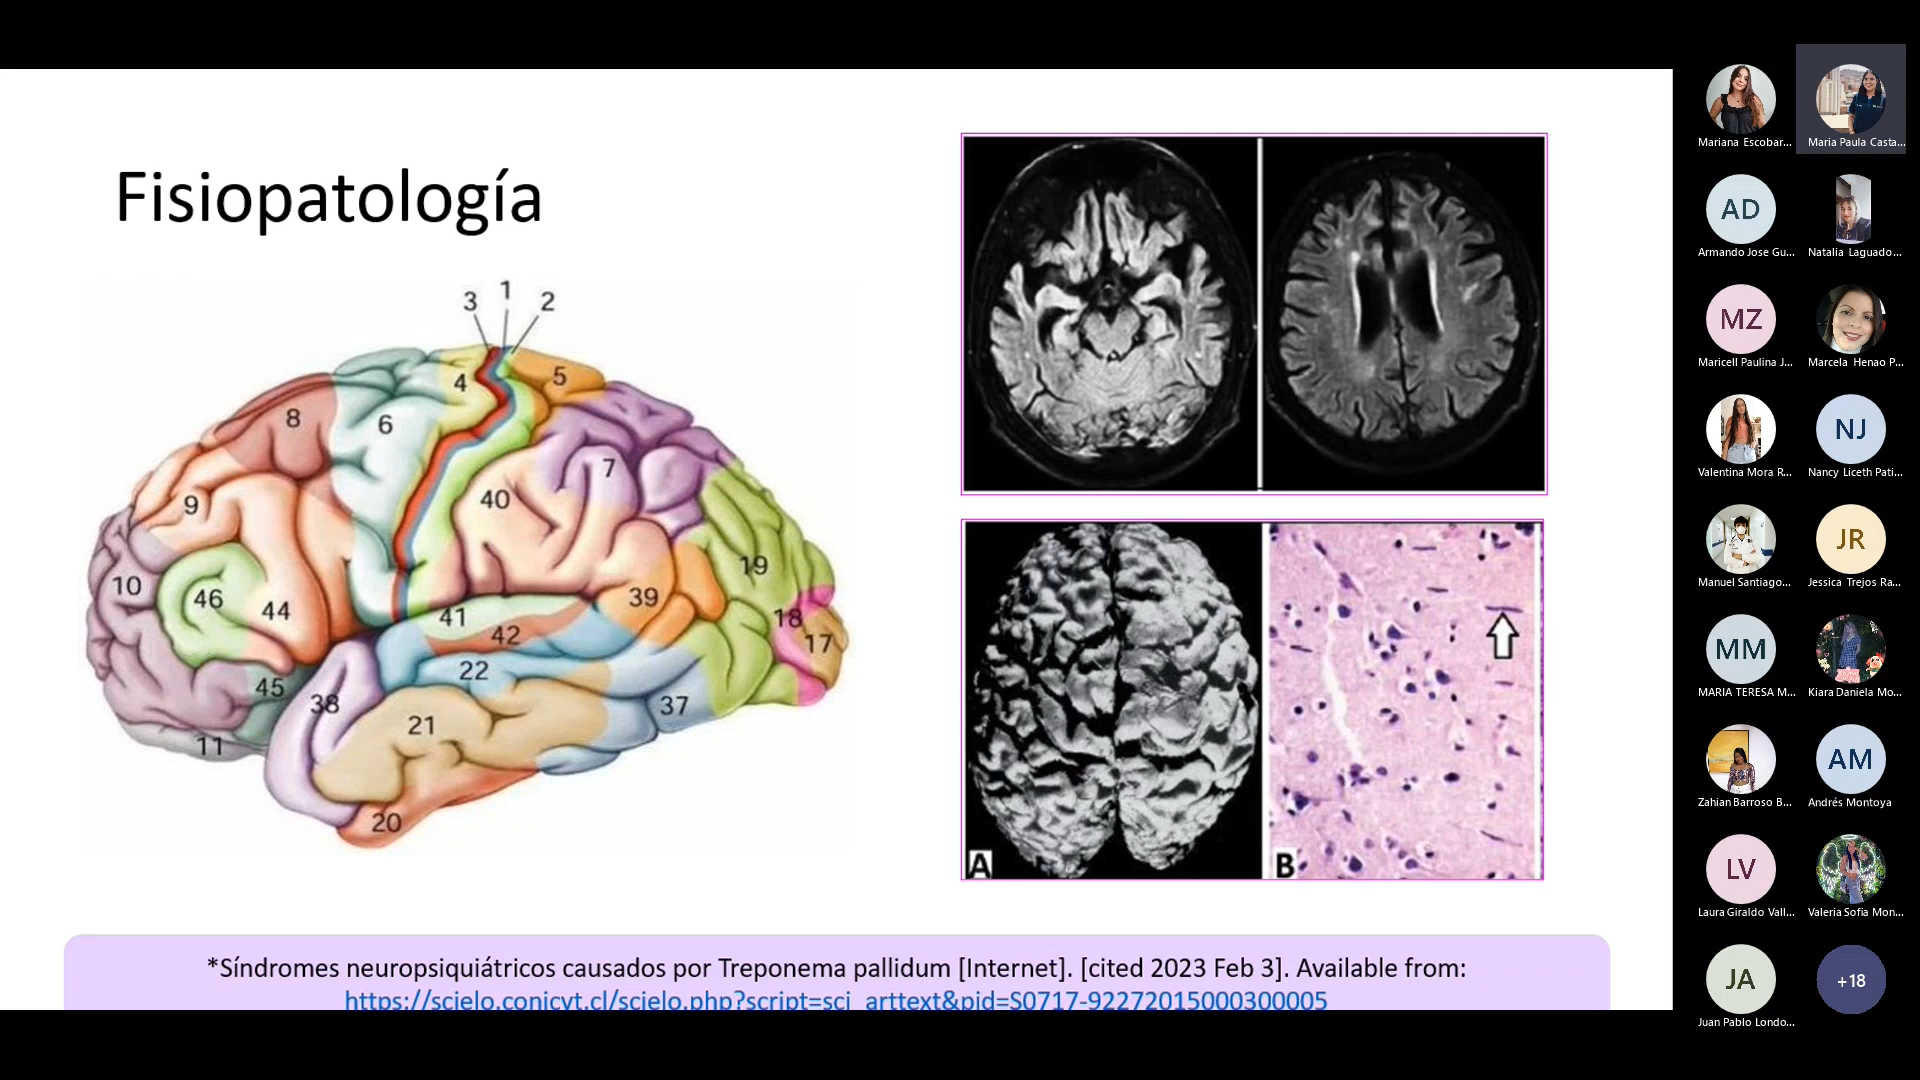 Fisiopatología
3
1
2
4
5
8
6
7
9
40
10
46
44
19
39
41
42
18
17
22
45
38
37
21
11
20
A
B
*Síndromes neuropsiquiátricos causados por Treponema pallidum [Internet]. [cited 2023 Feb 3]. Available from:
https://scielo.conicyt.cl/scielo.php?script=sci_arttext&pid=S0717-92272015000300005
Mariana Escobar...
Maria Paula Casta...
AD
Armando Jose Gu...
Natalia Laguado...
MZ
Maricell Paulina J...
Marcela Henao P...
Valentina Mora R...
NJ
Nancy Liceth Pati...
Manuel Santiago...
JR
Jessica Trejos Ra...
MM
MARIA TERESA M...
Kiara Daniela Mo...
Zahian Barroso B...
AM
Andrés Montoya
LV
Laura Giraldo Vall...
Valeria Sofia Mon...
JA
Juan Pablo Londo...
+18